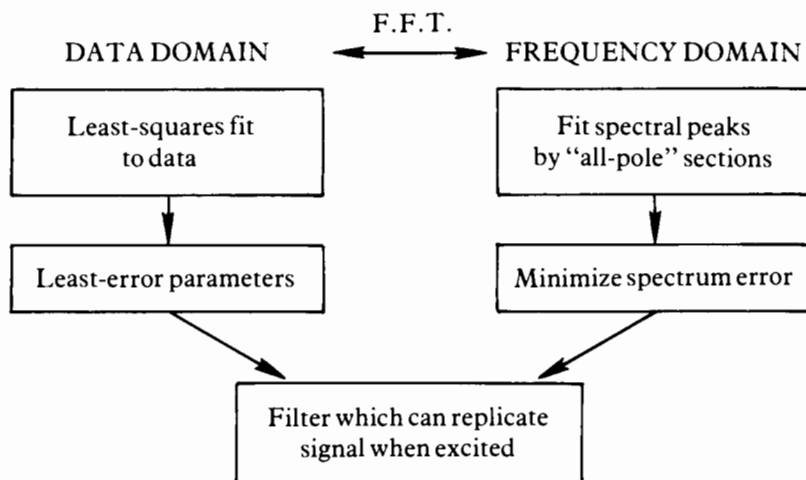 F.F.T.
DATA DOMAIN
FREQUENCY DOMAIN
Least-squares fit
to data
Fit spectral peaks
by “all-pole” sections
Least-error parameters
Minimize spectrum error
Filter which can replicate
signal when excited